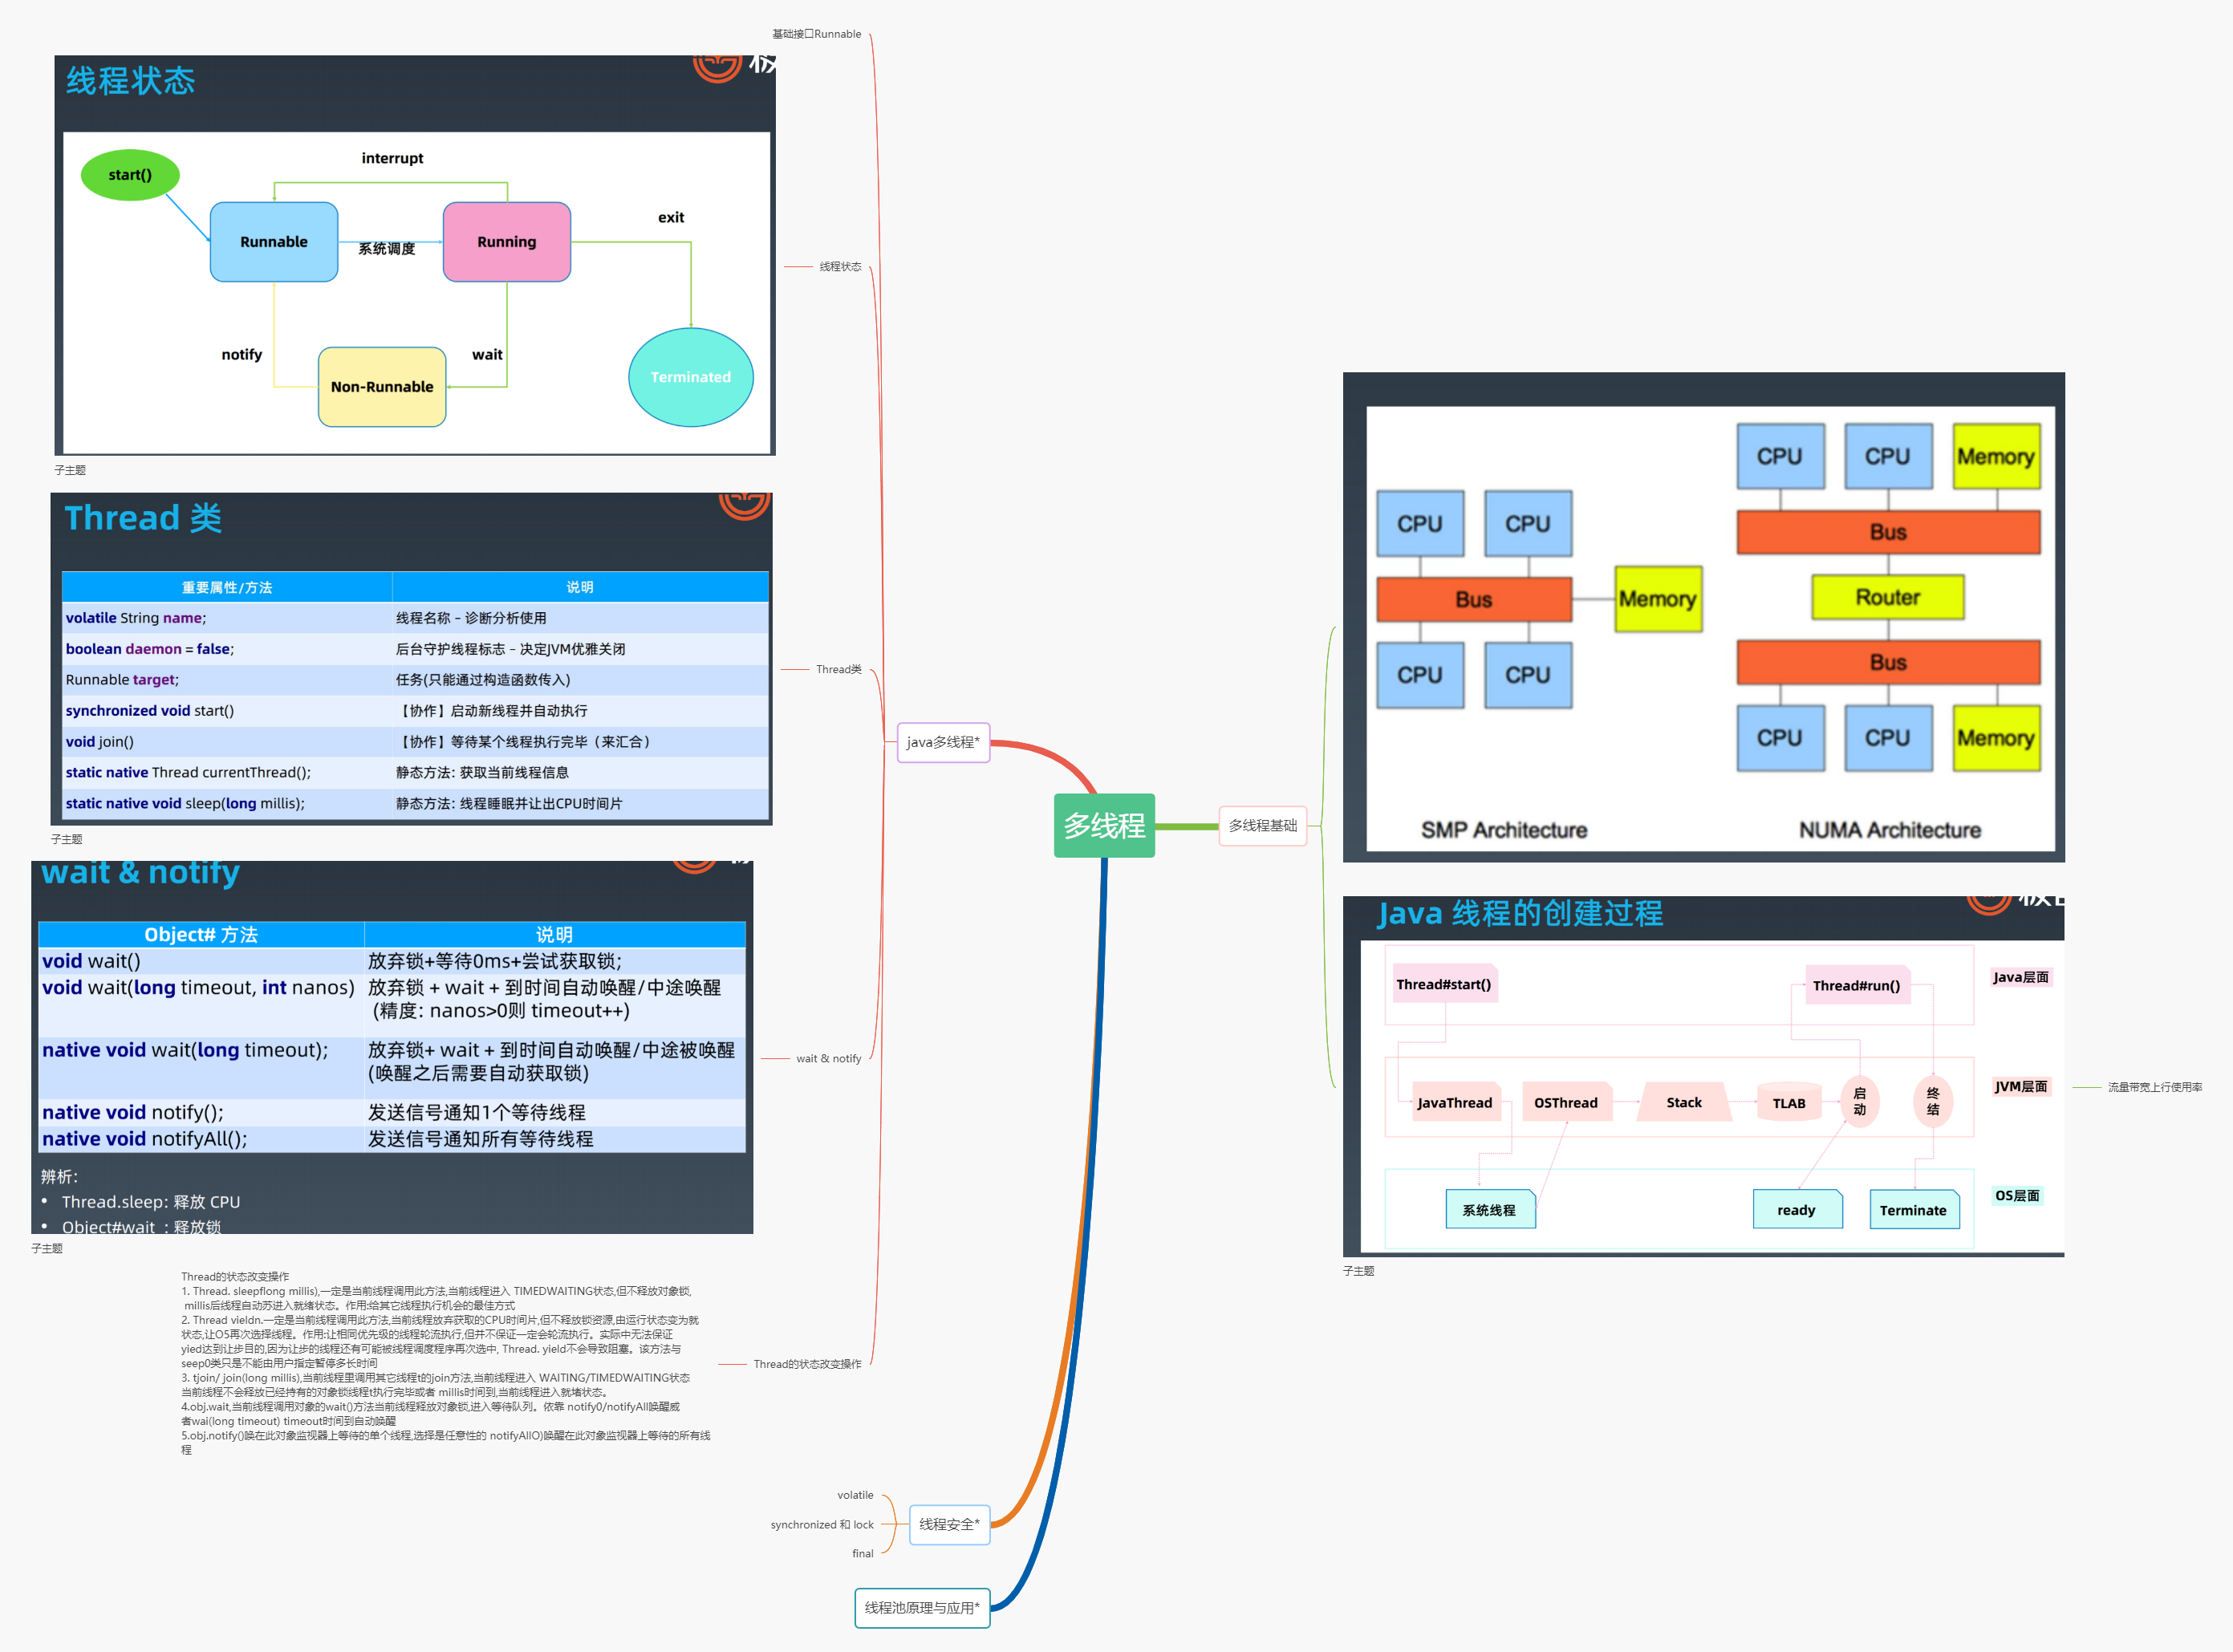 基础接口Runnable
线程状态
start()
interrupt
Runnable
系统调度
Running
exit
notify
wait
Non-Runnable
Terminated
子主题
线程状态
Thread 类
重要属性/方法 说明
volatile String name; 线程名称 – 诊断分析使用
boolean daemon = false; 后台守护线程标志 – 决定JVM优雅关闭
Runnable target; 任务(只能通过构造函数传入)
synchronized void start() 【协作】启动新线程并自动执行
void join() 【协作】等待某个线程执行完毕（来汇合）
static native Thread currentThread(); 静态方法: 获取当前线程信息
static native void sleep(long millis); 静态方法: 线程睡眠并让出CPU时间片
子主题
Thread类
wait & notify
Object# 方法 说明
void wait() 放弃锁+等待0ms+尝试获取锁;
void wait(long timeout, int nanos) 放弃锁 + wait + 到时间自动唤醒/中途唤醒
(精度: nanos>0则 timeout++)
native void wait(long timeout); 放弃锁+ wait + 到时间自动唤醒/中途被唤醒
(唤醒之后需要自动获取锁)
native void notify(); 发送信号通知1个等待线程
native void notifyAll(); 发送信号通知所有等待线程
辨析:
• Thread.sleep: 释放 CPU
• Object#wait : 释放锁
子主题
wait & notify
Thread的状态改变操作
1. Thread. sleepflong millis),一定是当前线程调用此方法,当前线程进入 TIMEDWAITING状态,但不释放对象锁,
millis后线程自动苏进入就绪状态。作用:给其它线程执行机会的最佳方式
2. Thread vieldn.一定是当前线程调用此方法,当前线程放弃获取的CPU时间片,但不释放锁资源,由运行状态变为就
状态,让O5再次选择线程。作用:让相同优先级的线程轮流执行,但并不保证一定会轮流执行。实际中无法保证
yied达到让步目的,因为让步的线程还有可能被线程调度程序再次选中, Thread. yield不会导致阻塞。该方法与
seep0类只是不能由用户指定暂停多长时间
3. tjoin/ join(long millis),当前线程里调用其它线程t的join方法,当前线程进入 WAITING/TIMEDWAITING状态
当前线程不会释放已经持有的对象锁线程t执行完毕或者 millis时间到,当前线程进入就堵状态。
4.obj.wait,当前线程调用对象的wait()方法当前线程释放对象锁,进入等待队列。依靠 notify0/notifyAll唤醒威
者wai(long timeout) timeout时间到自动唤醒
5.obj.notify()唤在此对象监视器上等待的单个线程,选择是任意性的 notifyAllO)唤醒在此对象监视器上等待的所有线
程
Thread的状态改变操作
java多线程*
多线程
多线程基础
volatile
synchronized 和 lock
final
线程安全*
线程池原理与应用*
CPU CPU
Bus Memory
CPU CPU
SMP Architecture
CPU CPU Memory
Bus
Router
Bus
CPU CPU Memory
NUMA Architecture
Java 线程的创建过程
Thread#start() Thread#run() Java层面
JavaThread OSThread Stack TLAB 启动 终结 JVM层面
系统线程 ready Terminate OS层面
子主题
流量带宽上行使用率